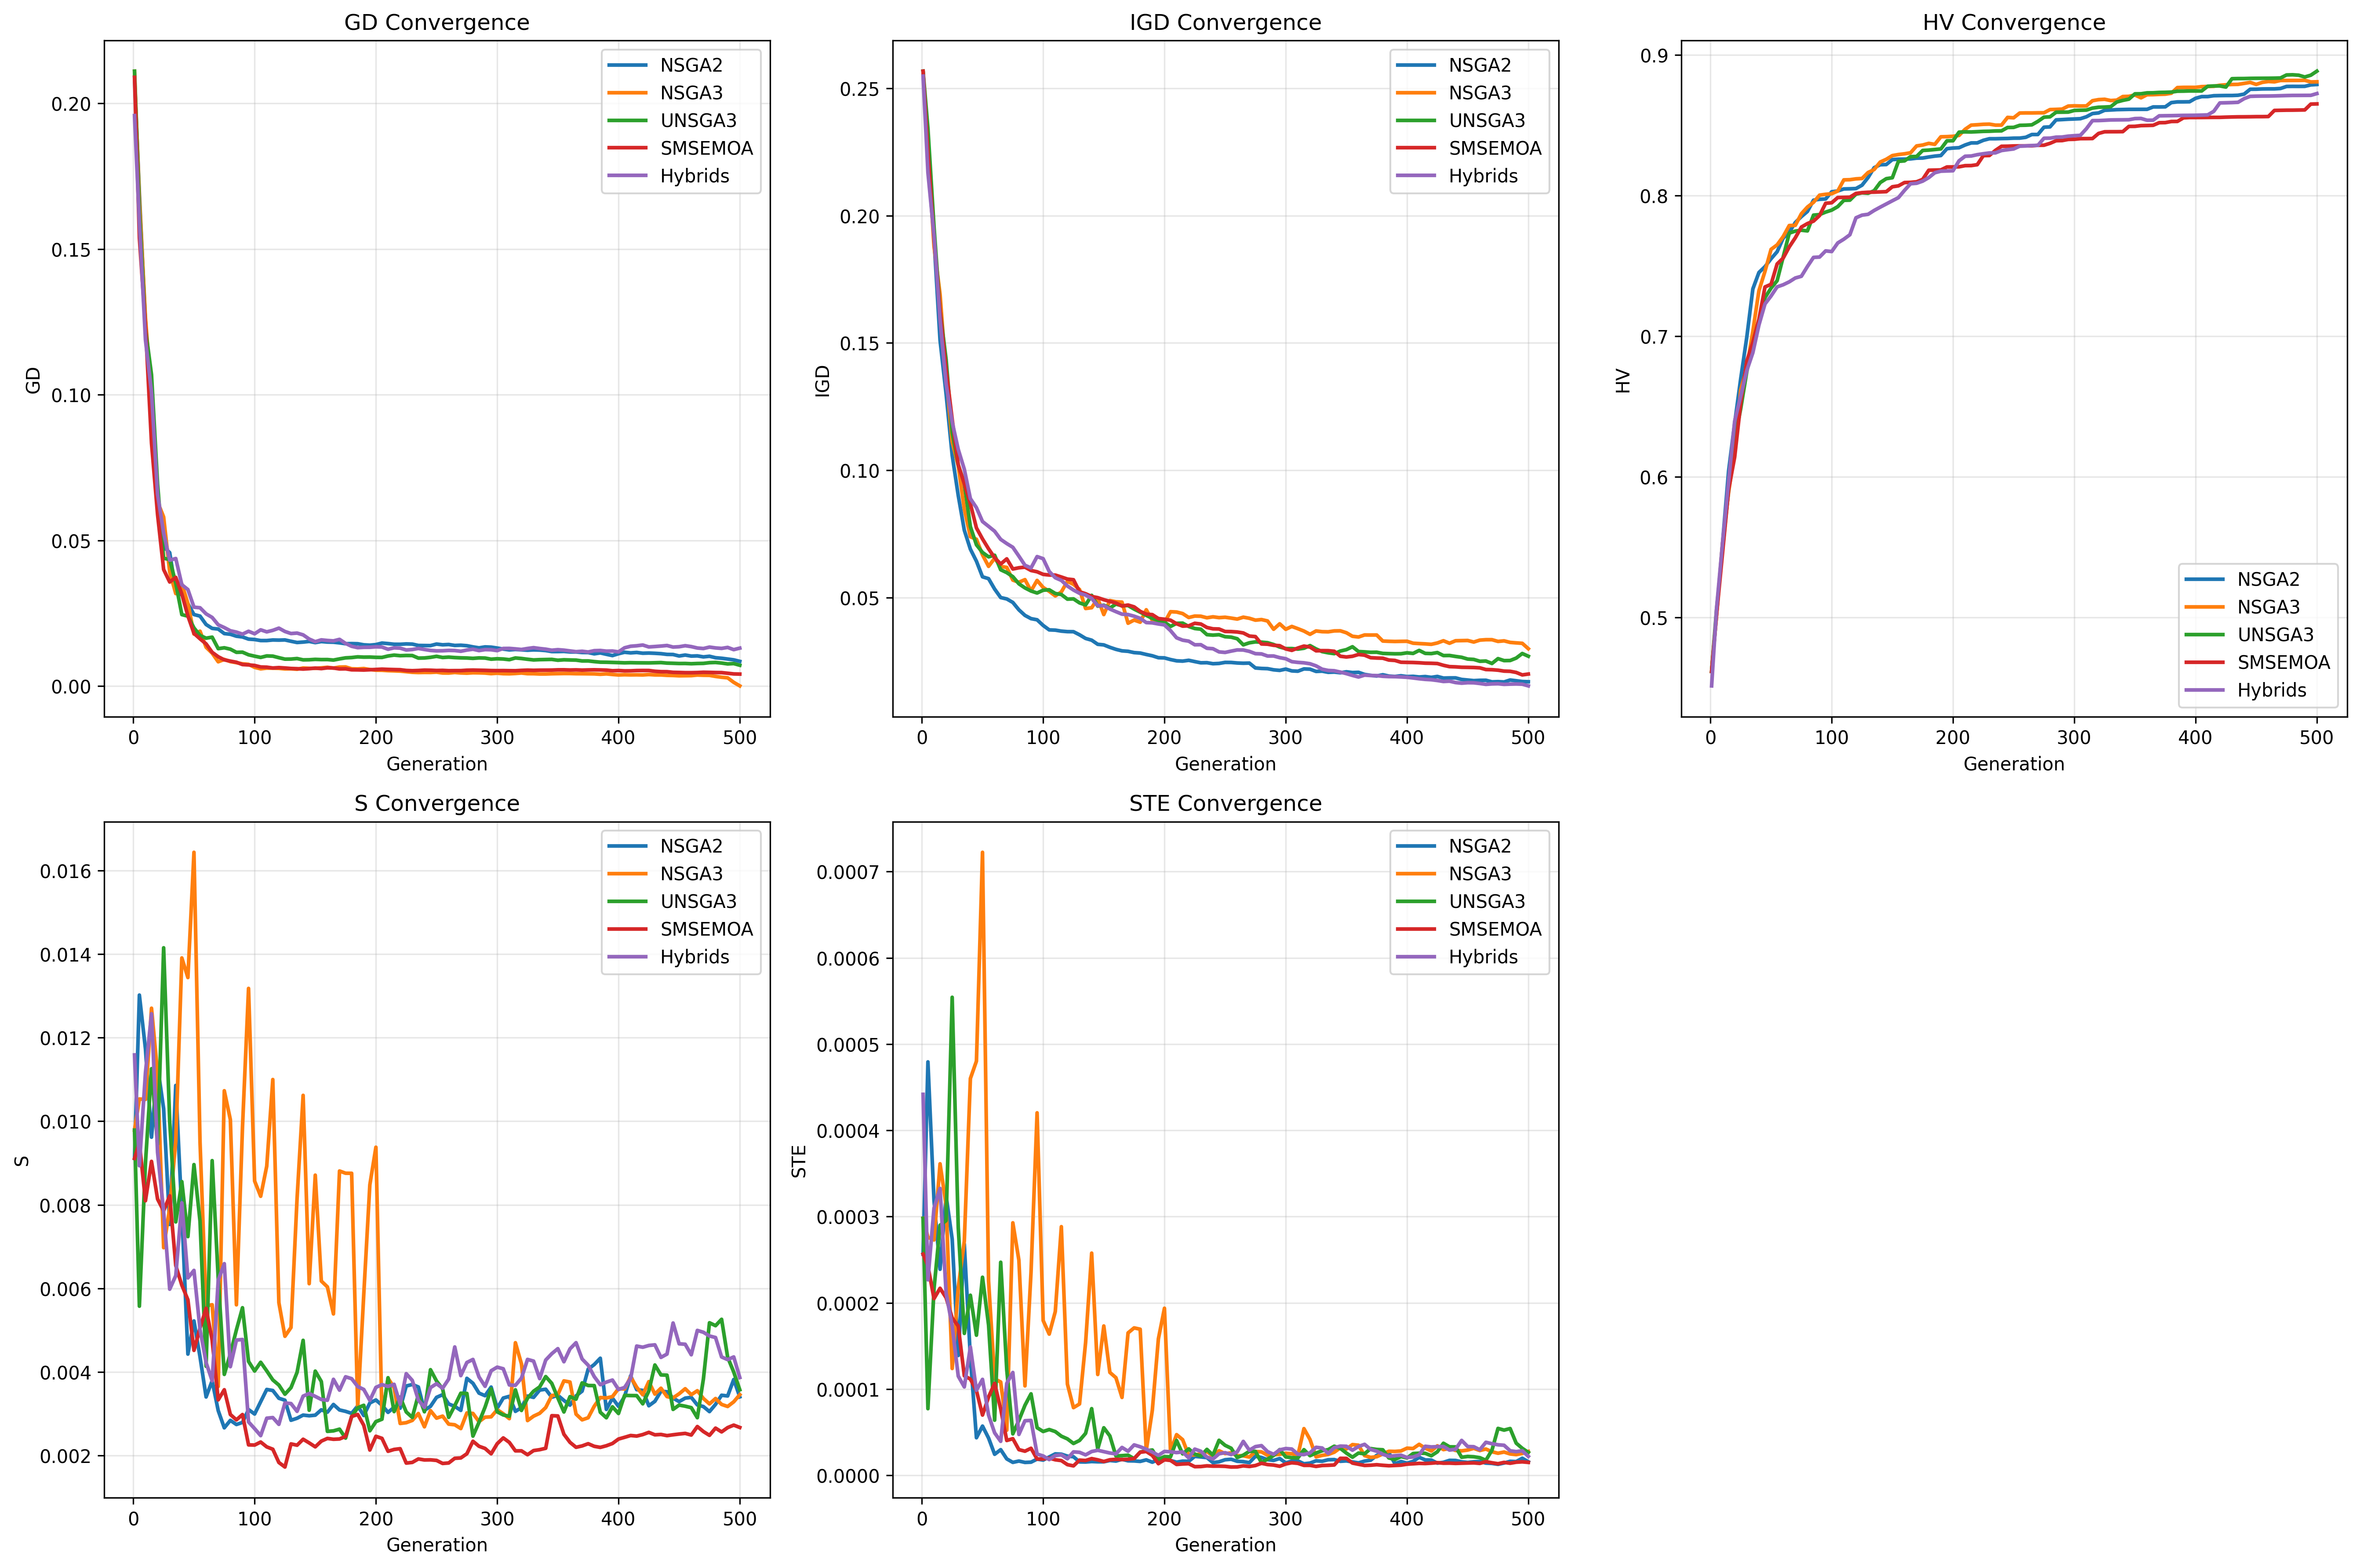 GD Convergence
GD
0.20
0.15
0.10
0.05
0.00
0
100
200
300
400
500
Generation
NSGA2
NSGA3
UNSGA3
SMSEMOA
Hybrids
IGD Convergence
IGD
0.25
0.20
0.15
0.10
0.05
0
100
200
300
400
500
Generation
NSGA2
NSGA3
UNSGA3
SMSEMOA
Hybrids
HV Convergence
HV
0.9
0.8
0.7
0.6
0.5
0
100
200
300
400
500
Generation
NSGA2
NSGA3
UNSGA3
SMSEMOA
Hybrids
S Convergence
S
0.016
0.014
0.012
0.010
0.008
0.006
0.004
0.002
0
100
200
300
400
500
Generation
NSGA2
NSGA3
UNSGA3
SMSEMOA
Hybrids
STE Convergence
STE
0.0007
0.0006
0.0005
0.0004
0.0003
0.0002
0.0001
0.0000
0
100
200
300
400
500
Generation
NSGA2
NSGA3
UNSGA3
SMSEMOA
Hybrids